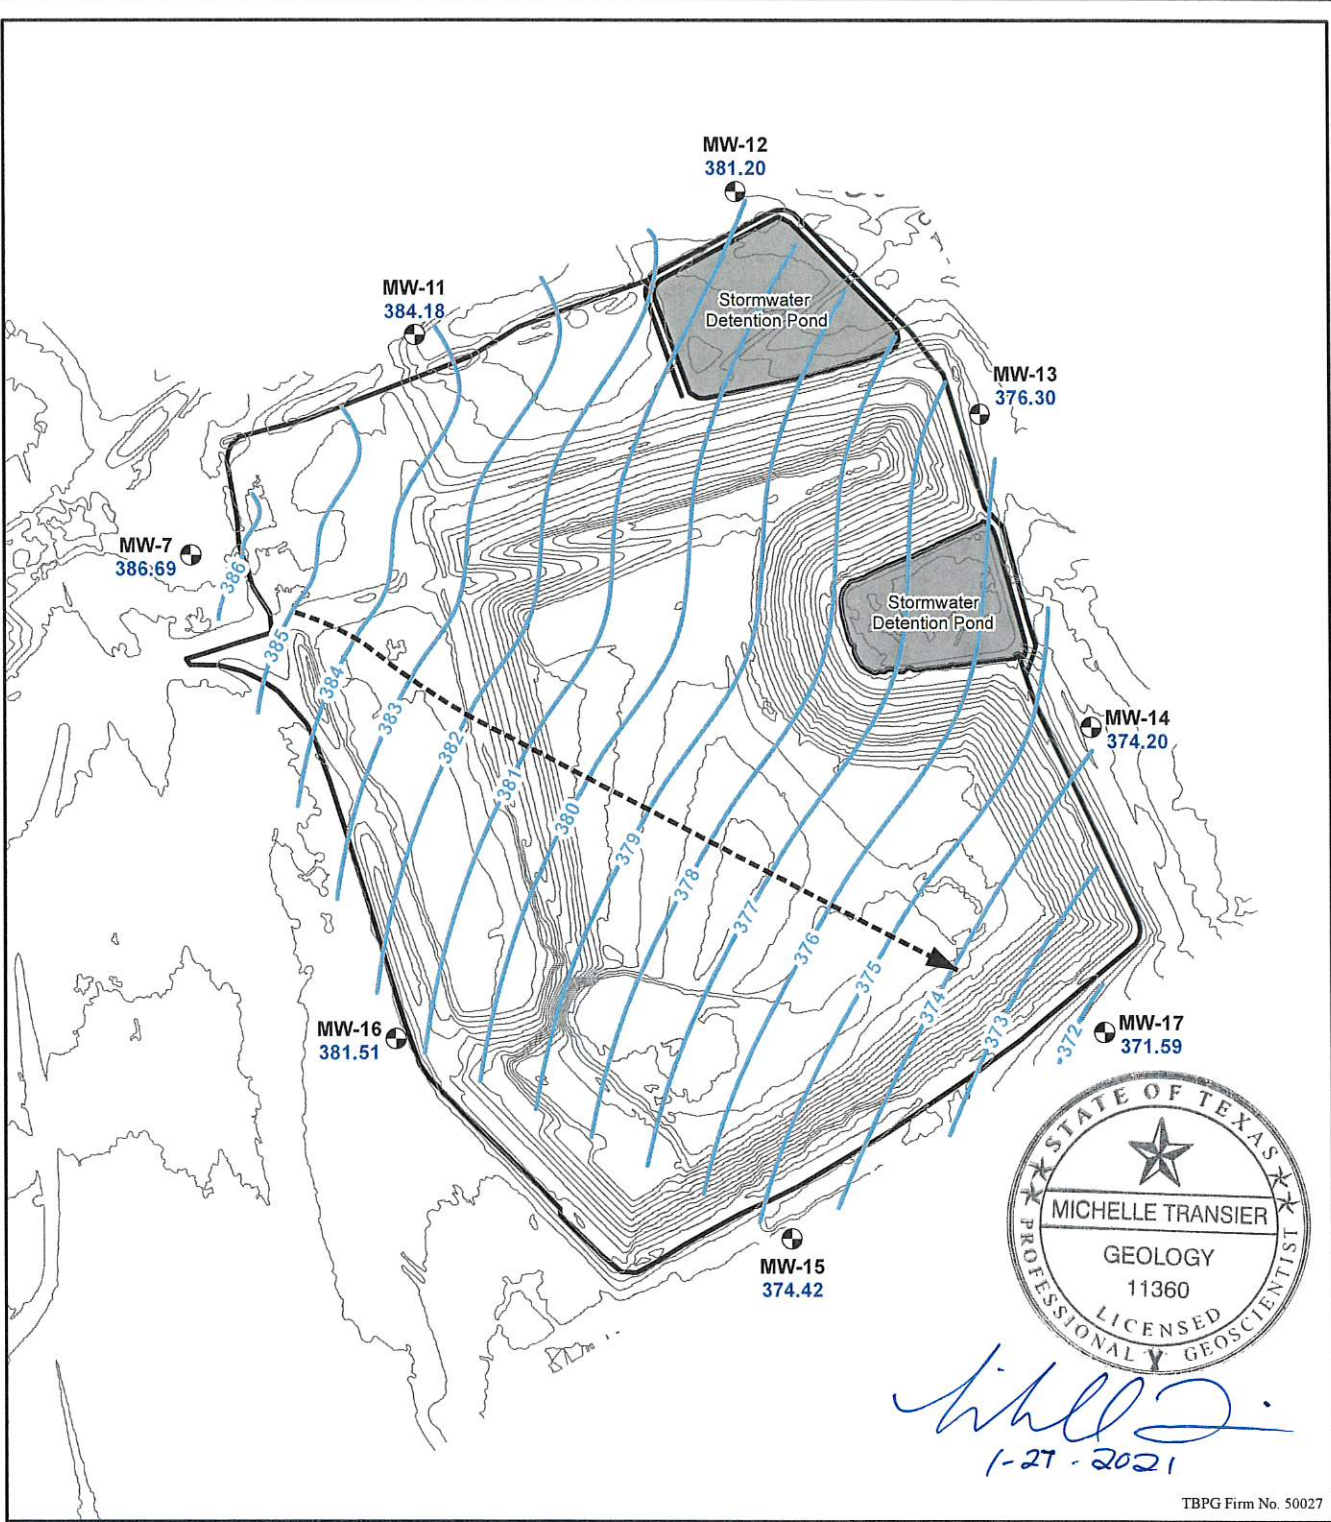 MW-12
381.20
MW-11
384.18
Stormwater
Detention Pond
MW-13
376.30
MW-7
386.69
386
Stormwater
Detention Pond
385
384
383
382
381
380
379
378
377
376
375
374
373
372
MW-14
374.20
MW-16
381.51
MW-17
371.59
MW-15
374.42
STATE OF TEXAS
MICHELLE TRANSIER
GEOLOGY
11360
LICENSED
PROFESSIONAL GEOSCIENTIST
1-27-2021
TBPG Firm No. 50027